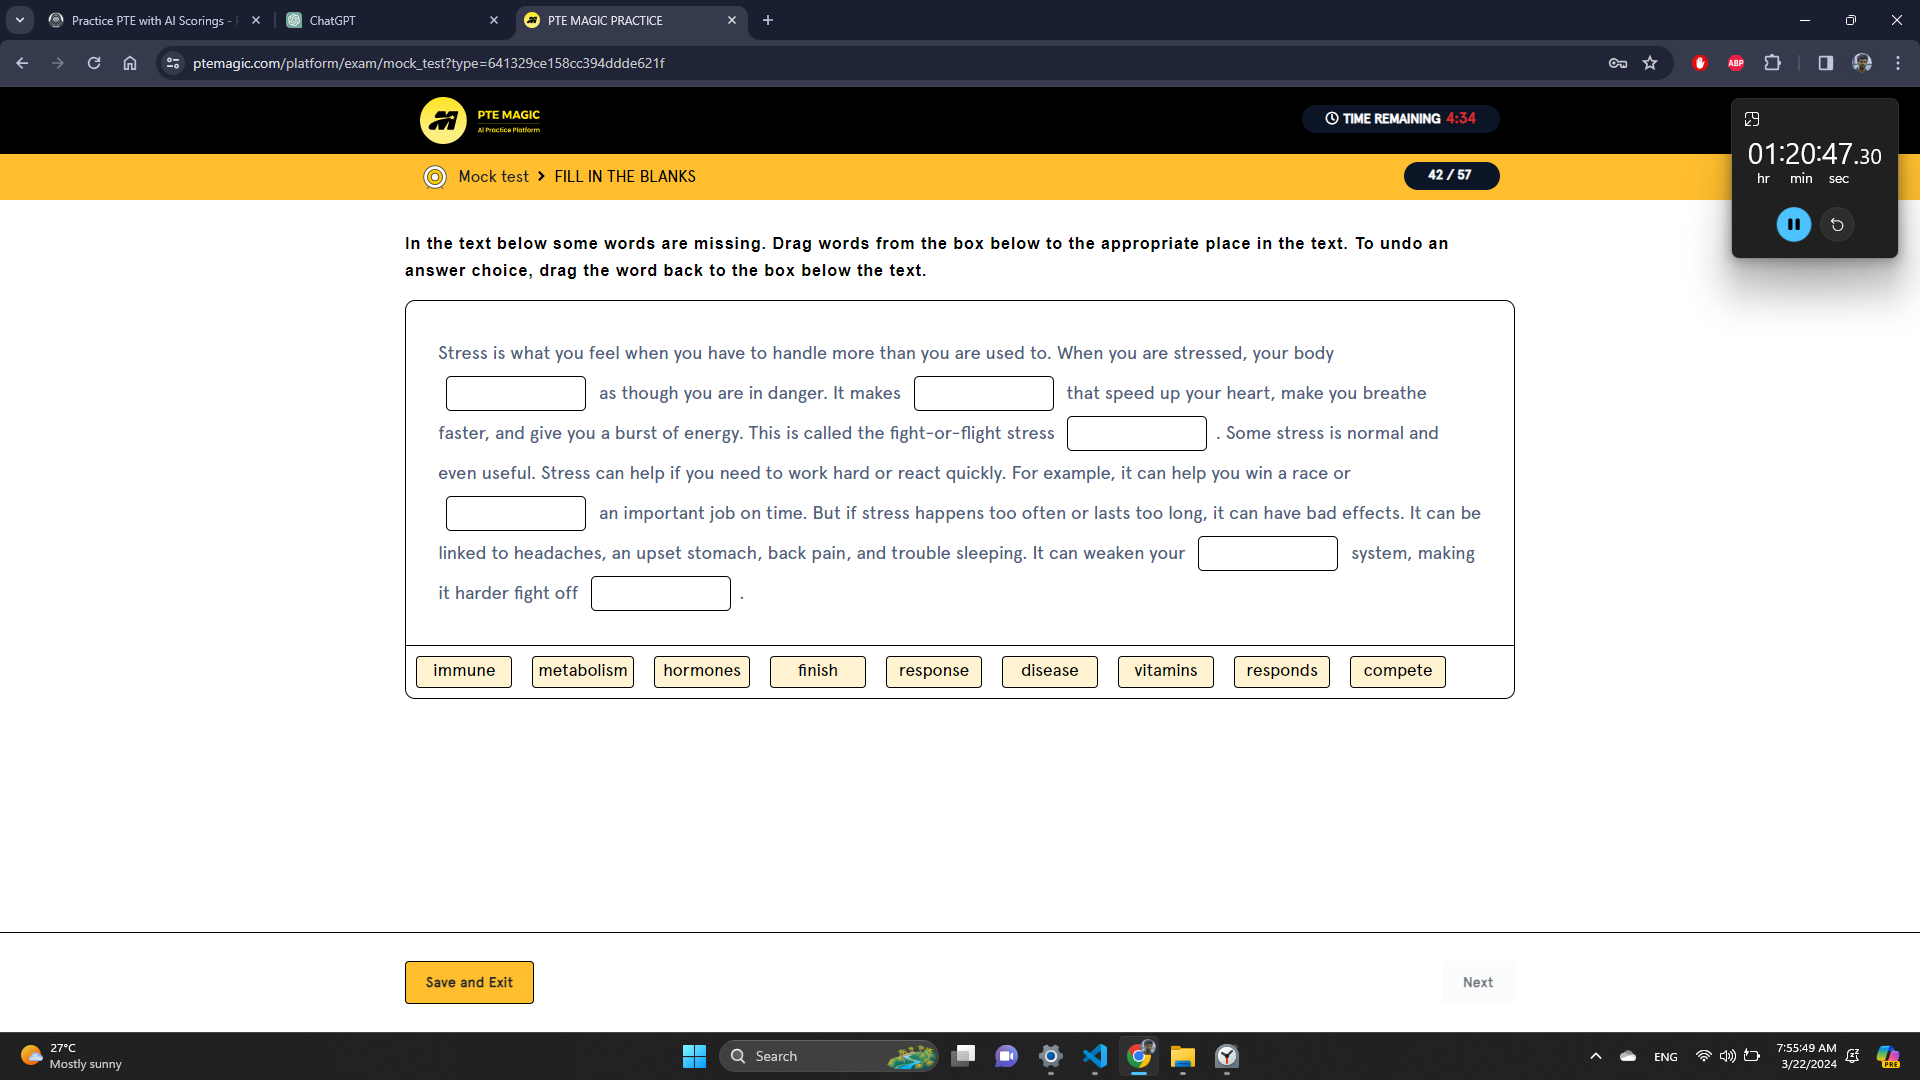 Practice PTE with AI Scorings -
ChatGPT
PTE MAGIC PRACTICE
ptemagic.com/platform/exam/mock_test?type=641329ce158cc394ddde621f
ABP
PTE MAGIC
AI Practice Platform
TIME REMAINING 4:34
01:20:47.30
hr min sec
Mock test > FILL IN THE BLANKS
42 / 57
In the text below some words are missing. Drag words from the box below to the appropriate place in the text. To undo an
answer choice, drag the word back to the box below the text.
Stress is what you feel when you have to handle more than you are used to. When you are stressed, your body
as though you are in danger. It makes that speed up your heart, make you breathe
faster, and give you a burst of energy. This is called the fight-or-flight stress . Some stress is normal and
even useful. Stress can help if you need to work hard or react quickly. For example, it can help you win a race or
an important job on time. But if stress happens too often or lasts too long, it can have bad effects. It can be
linked to headaches, an upset stomach, back pain, and trouble sleeping. It can weaken your system, making
it harder fight off .
immune metabolism hormones finish response disease vitamins responds compete
Save and Exit
Next
27°C
Mostly sunny
Search
ENG
7:55:49 AM
3/22/2024
PRE